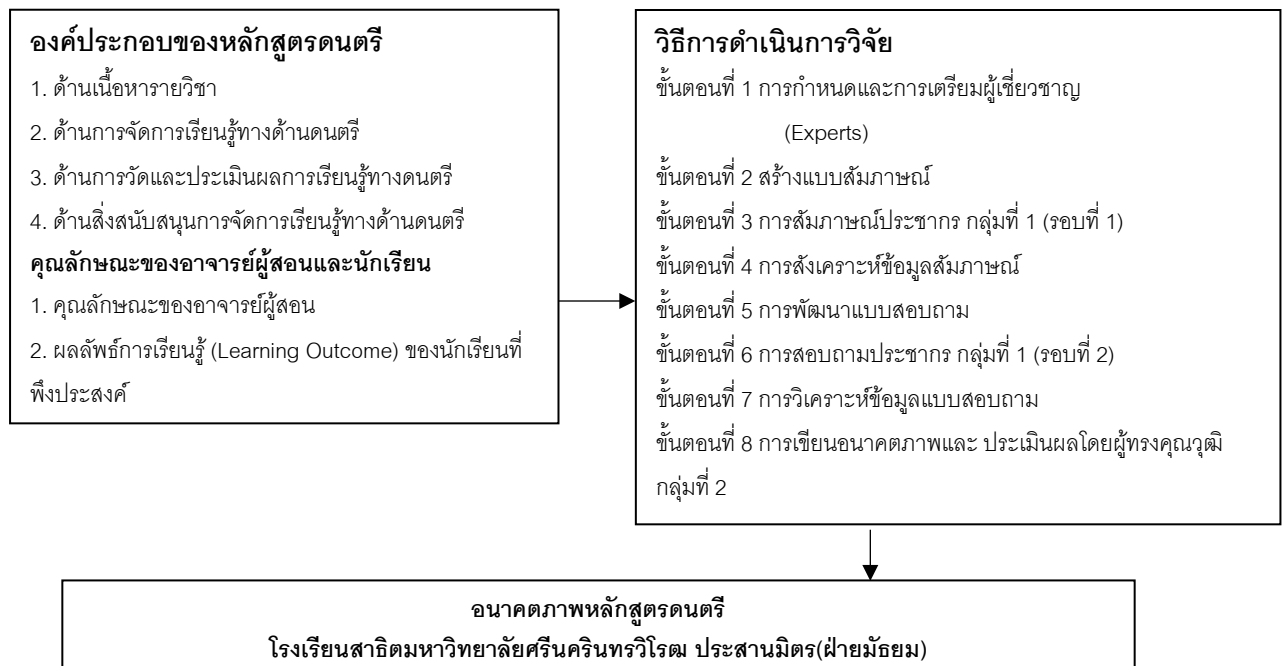 องค์ประกอบของหลักสูตรดนตรี
1. ด้านเนื้อหารายวิชา
2. ด้านการจัดการเรียนรู้ทางด้านดนตรี
3. ด้านการวัดและประเมินผลการเรียนรู้ทางดนตรี
4. ด้านสิ่งสนับสนุนการจัดการเรียนรู้ทางด้านดนตรี
คุณลักษณะของอาจารย์ผู้สอนและนักเรียน
1. คุณลักษณะของอาจารย์ผู้สอน
2. ผลลัพธ์การเรียนรู้ (Learning Outcome) ของนักเรียนที่
พึงประสงค์
วิธีการดำเนินการวิจัย
ขั้นตอนที่ 1 การกำหนดและการเตรียมผู้เชี่ยวชาญ
(Experts)
ขั้นตอนที่ 2 สร้างแบบสัมภาษณ์
ขั้นตอนที่ 3 การสัมภาษณ์ประชากร กลุ่มที่ 1 (รอบที่ 1)
ขั้นตอนที่ 4 การสังเคราะห์ข้อมูลสัมภาษณ์
ขั้นตอนที่ 5 การพัฒนาแบบสอบถาม
ขั้นตอนที่ 6 การสอบถามประชากร กลุ่มที่ 1 (รอบที่ 2)
ขั้นตอนที่ 7 การวิเคราะห์ข้อมูลแบบสอบถาม
ขั้นตอนที่ 8 การเขียนอนาคตภาพและ ประเมินผลโดยผู้ทรงคุณวุฒิ
กลุ่มที่ 2
อนาคตภาพหลักสูตรดนตรี
โรงเรียนสาธิตมหาวิทยาลัยศรีนครินทรวิโรฒ ประสานมิตร(ฝ่ายมัธยม)